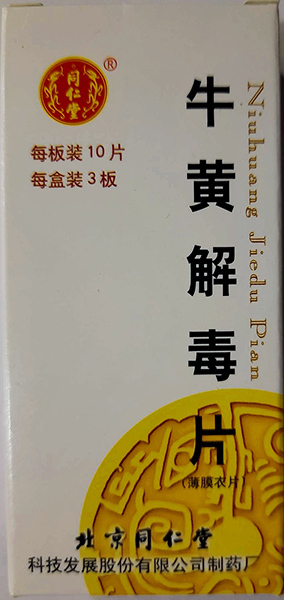 同仁堂
®
每板装10片
每盒装3板
牛黄解毒片
Niuhuang Jiedu Pian
(薄膜衣片)
北京同仁堂
科技发展股份有限公司制药厂